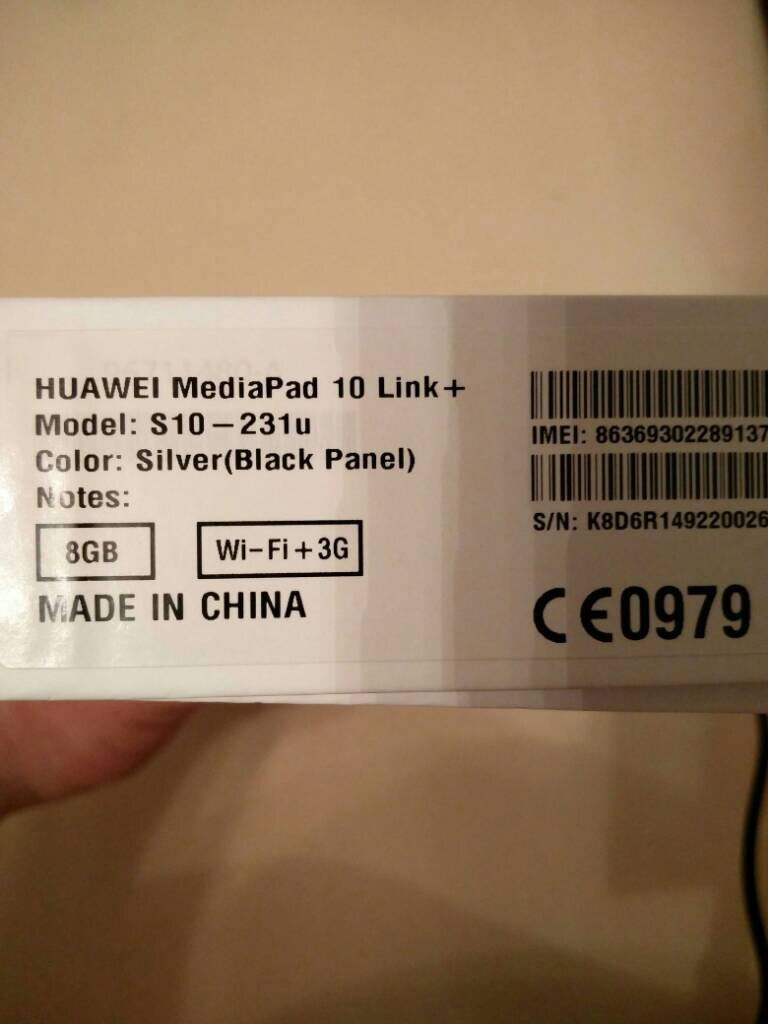 HUAWEI MediaPad 10 Link+
Model: S10-231u
Color: Silver(Black Panel)
Notes:
8GB Wi-Fi+3G
MADE IN CHINA
IMEI: 86369302289137
S/N: K8D6R149220026
CE0979